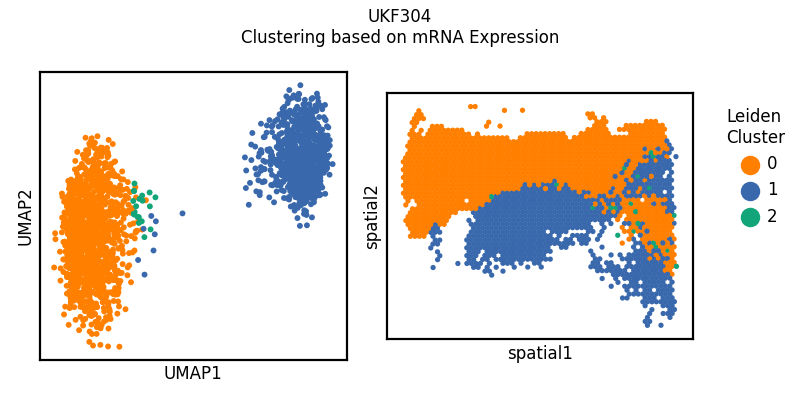 UKF304
Clustering based on mRNA Expression
UMAP2
UMAP1
spatial2
spatial1
Leiden
Cluster
0
1
2